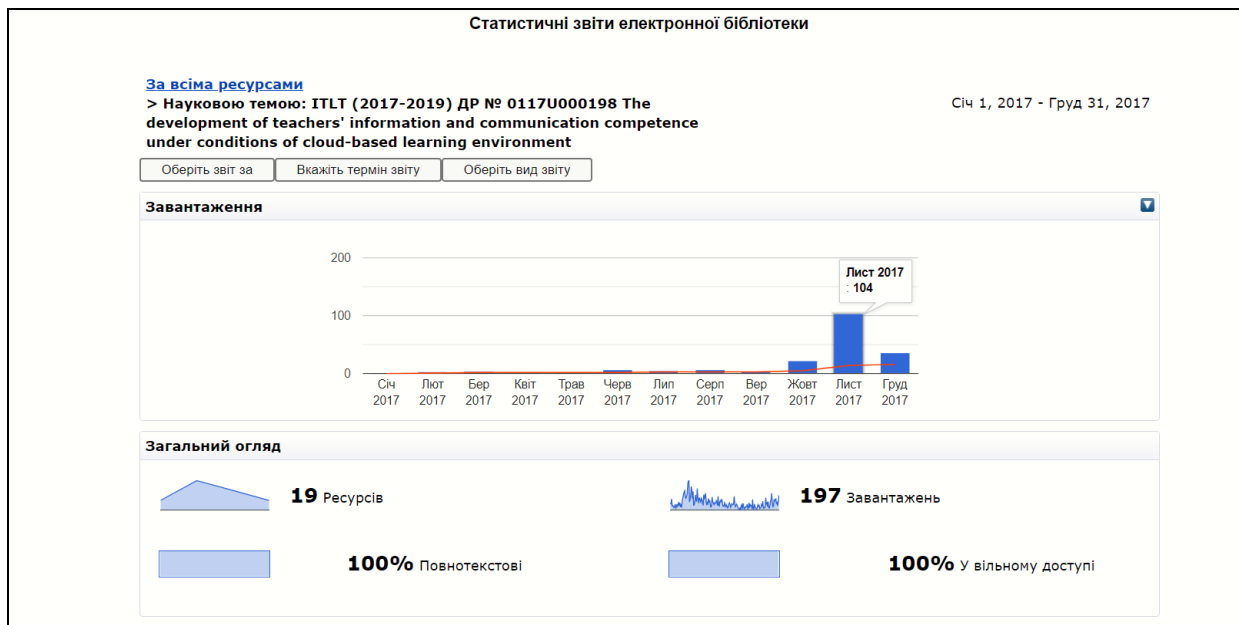 Статистичні звіти електронної бібліотеки
За всіма ресурсами
> Науковою темою: ITLT (2017-2019) ДР № 0117U000198 The
development of teachers' information and communication competence
under conditions of cloud-based learning environment
Січ 1, 2017 - Груд 31, 2017
Оберіть звіт за
Вкажіть термін звіту
Оберіть вид звіту
Завантаження
200
100
0
Лист 2017
: 104
Січ 2017
Лют 2017
Бер 2017
Квіт 2017
Трав 2017
Черв 2017
Лип 2017
Серп 2017
Вер 2017
Жовт 2017
Лист 2017
Груд 2017
Загальний огляд
19 Ресурсів
197 Завантажень
100% Повнотекстові
100% У вільному доступі